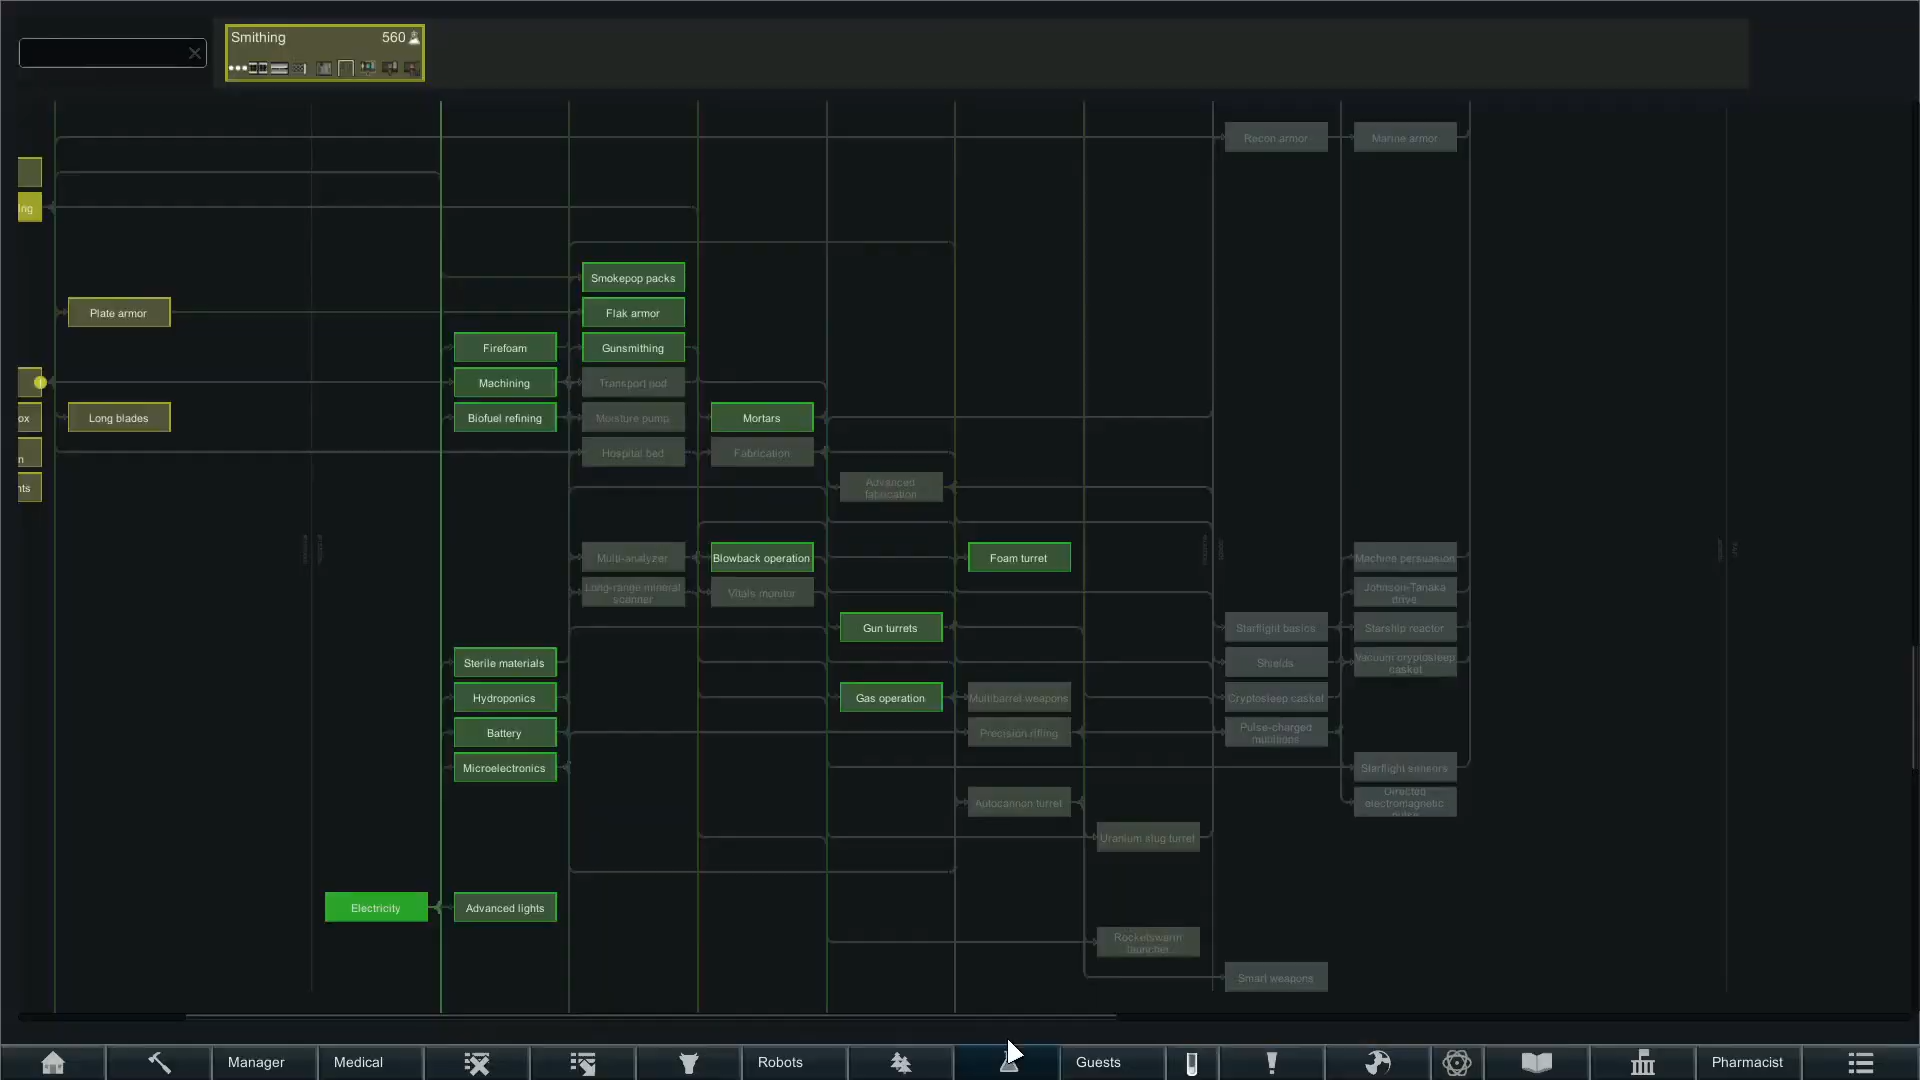 Smithing 560
Recon armor
Marine armor
ing
Smokepop packs
Plate armor
Flak armor
Firefoam
Gunsmithing
Machining
Transport pod
ox
Long blades
Biofuel refining
Moisture pump
Mortars
n
Hospital bed
Fabrication
nts
Advanced
fabrication
Multi-analyzer
Blowback operation
Foam turret
Machine persuasion
Long-range mineral
scanner
Vitals monitor
Johnson-Tanaka
drive
Gun turrets
Starflight basics
Starship reactor
Sterile materials
Shields
Vacuum cryptosleep
casket
Hydroponics
Gas operation
Multibarrel weapons
Cryptosleep casket
Battery
Precision rifling
Pulse-charged
munitions
Microelectronics
Starflight sensors
Autocannon turret
Directed
electromagnetic
pulse
Uranium slug turret
Electricity
Advanced lights
Rocketswarm
launcher
Smart weapons
Manager
Medical
Robots
Guests
Pharmacist